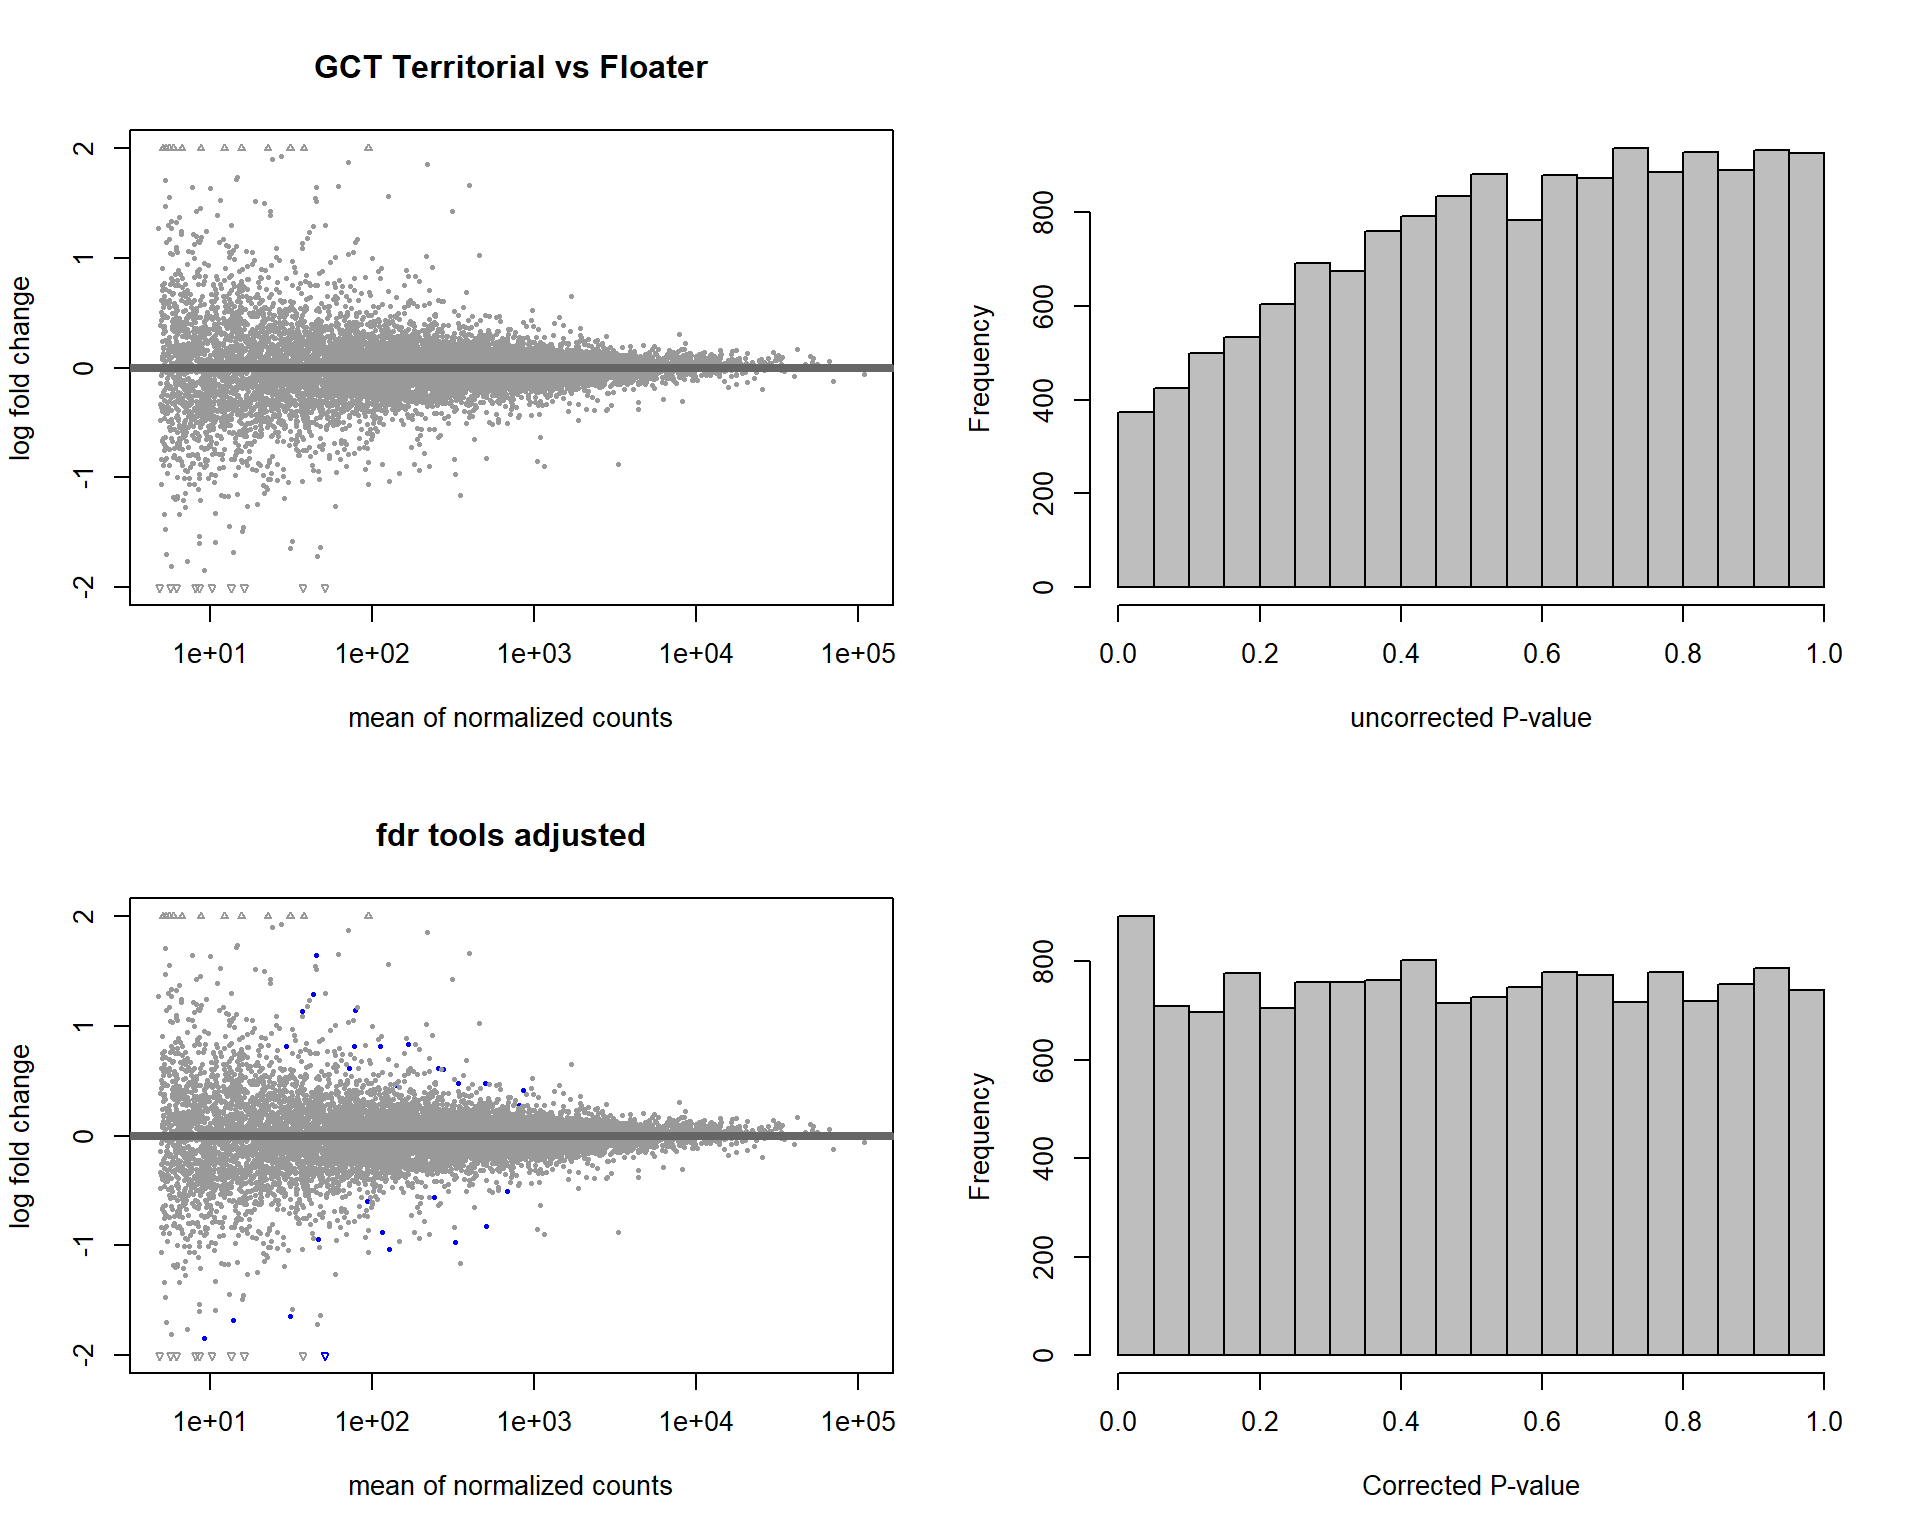 GCT Territorial vs Floater
log fold change
2
1
0
-1
-2
1e+01 1e+02 1e+03 1e+04 1e+05
mean of normalized counts
Frequency
800
600
400
200
0
0.0 0.2 0.4 0.6 0.8 1.0
uncorrected P-value
fdr tools adjusted
log fold change
2
1
0
-1
-2
1e+01 1e+02 1e+03 1e+04 1e+05
mean of normalized counts
Frequency
800
600
400
200
0
0.0 0.2 0.4 0.6 0.8 1.0
Corrected P-value